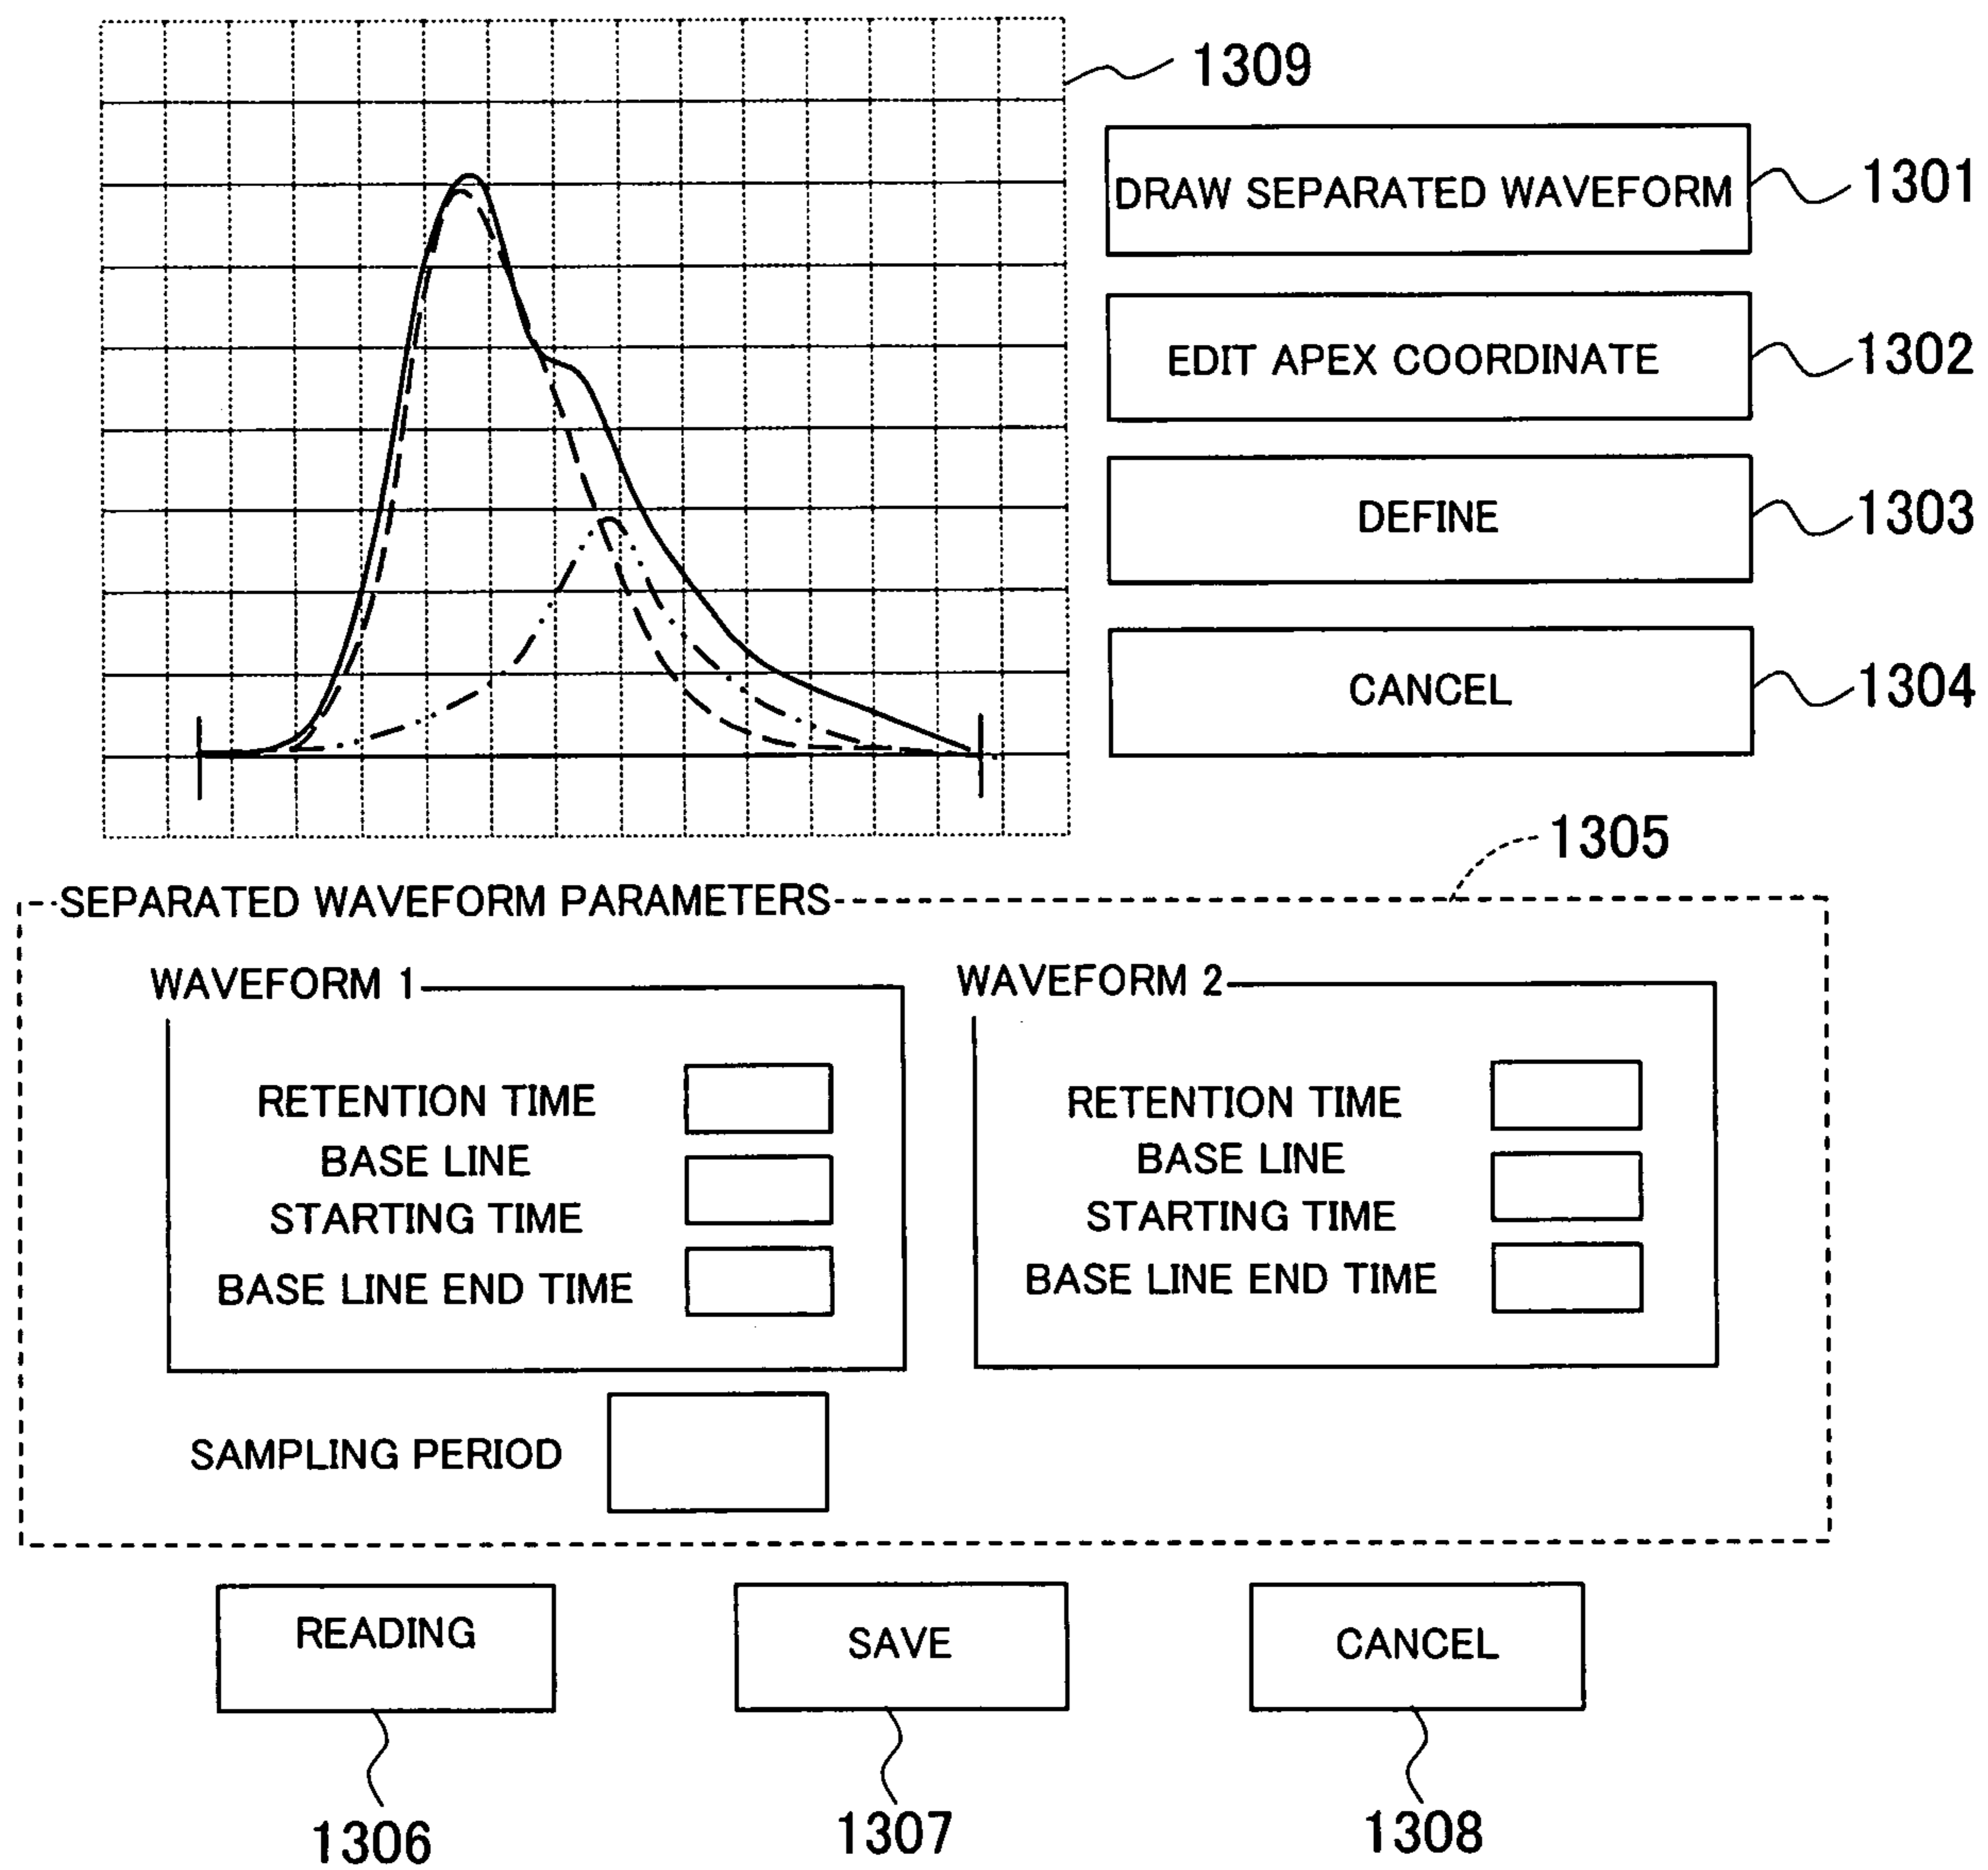 1309
DRAW SEPARATED WAVEFORM
1301
EDIT APEX COORDINATE
1302
DEFINE
1303
CANCEL
1304
1305
SEPARATED WAVEFORM PARAMETERS
WAVEFORM 1
RETENTION TIME
BASE LINE
STARTING TIME
BASE LINE END TIME
WAVEFORM 2
RETENTION TIME
BASE LINE
STARTING TIME
BASE LINE END TIME
SAMPLING PERIOD
READING
SAVE
CANCEL
1306
1307
1308